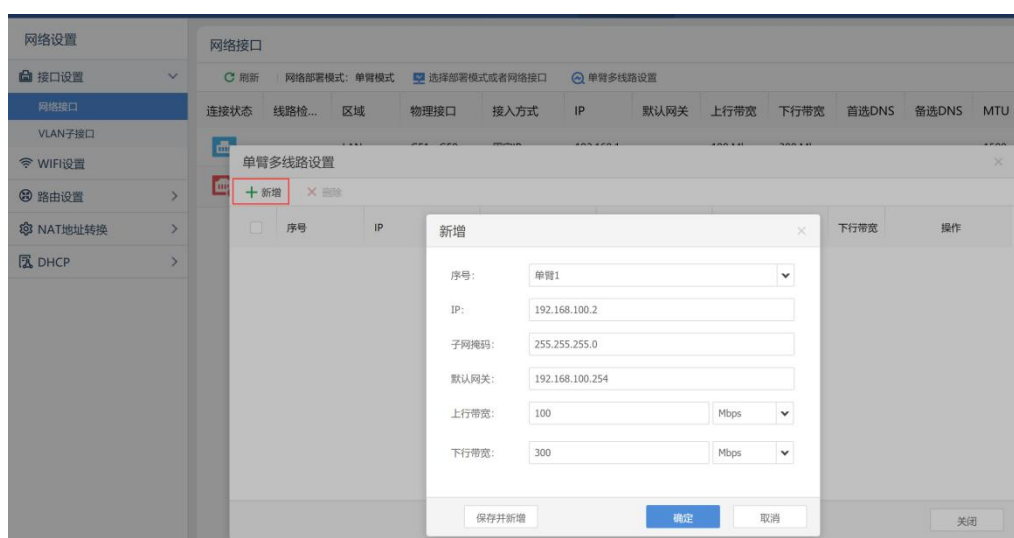 网络设置
网络接口
接口设置
刷新 网络部署模式：单臂模式 选择部署模式或者网络接口 单臂多线路设置
网络接口
连接状态 线路检... 区域 物理接口 接入方式 IP 默认网关 上行带宽 下行带宽 首选DNS 备选DNS MTU
VLAN子接口
WIFI设置
单臂多线路设置
路由设置
新增 删除
NAT地址转换
序号 IP 下行带宽 操作
DHCP
新增
序号: 单臂1
IP: 192.168.100.2
子网掩码: 255.255.255.0
默认网关: 192.168.100.254
上行带宽: 100 Mbps
下行带宽: 300 Mbps
保存并新增 确定 取消
关闭